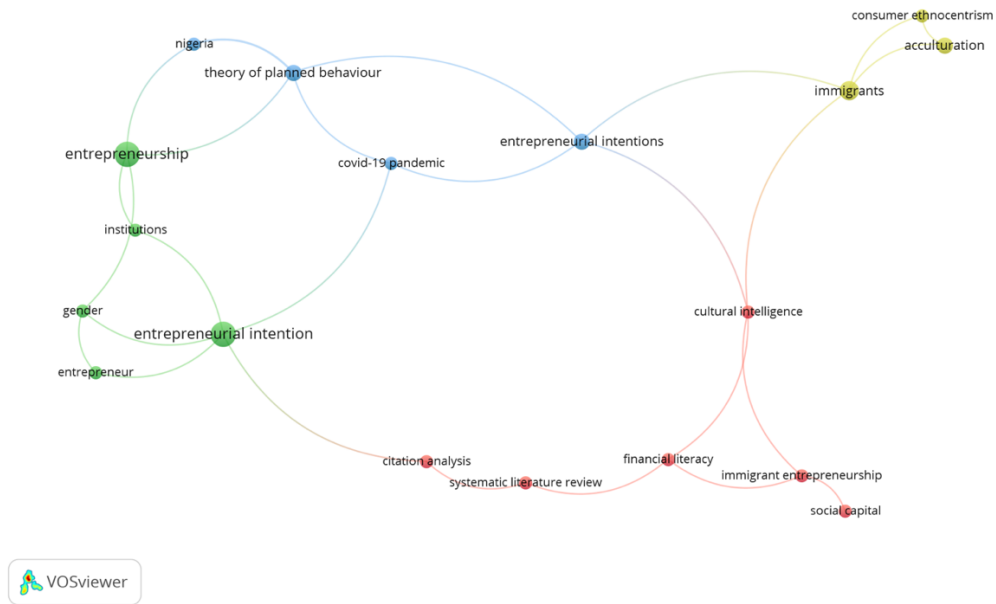 consumer ethnocentrism
nigeria
acculturation
theory of planned behaviour
immigrants
entrepreneurial intentions
entrepreneurship
covid-19 pandemic
institutions
gender
cultural intelligence
entrepreneurial intention
entrepreneur
citation analysis
financial literacy
systematic literature review
immigrant entrepreneurship
social capital
VOSviewer